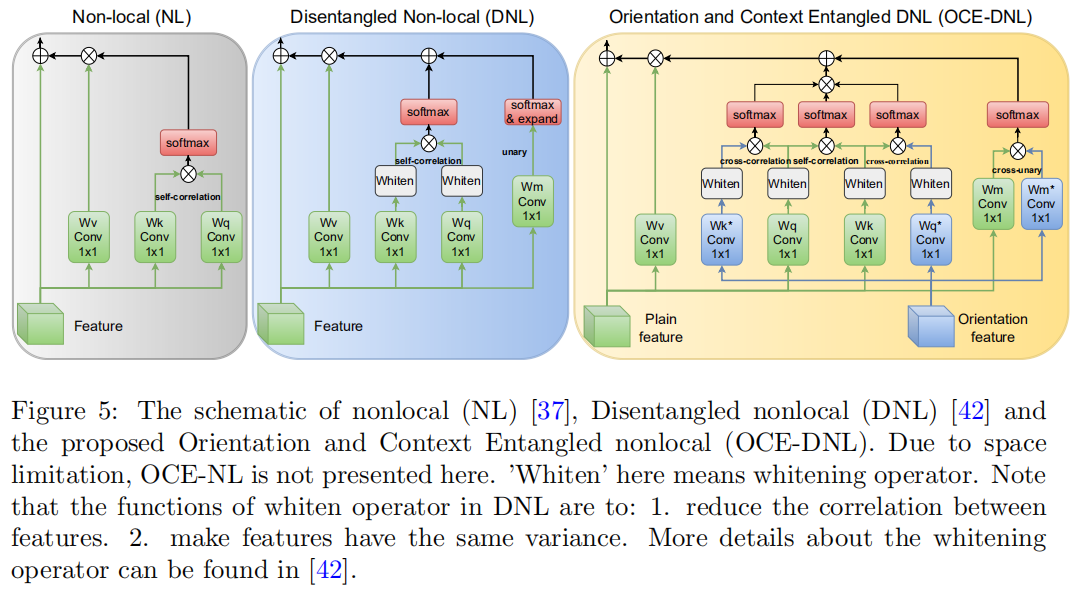 Non-local (NL)
Disentangled Non-local (DNL)
Orientation and Context Entangled DNL (OCE-DNL)
softmax
self-correlation
Wv
Conv
1x1
Wk
Conv
1x1
Wq
Conv
1x1
Feature
softmax
softmax
& expand
self-correlation
unary
Whiten
Whiten
Wv
Conv
1x1
Wk
Conv
1x1
Wq
Conv
1x1
Wm
Conv
1x1
Feature
softmax
softmax
softmax
softmax
cross-correlation
self-correlation
cross-correlation
cross-unary
Whiten
Whiten
Whiten
Whiten
Wv
Conv
1x1
Wk*
Conv
1x1
Wq
Conv
1x1
Wk
Conv
1x1
Wq*
Conv
1x1
Wm
Conv
1x1
Wm*
Conv
1x1
Plain
feature
Orientation
feature
Figure 5: The schematic of nonlocal (NL) [37], Disentangled nonlocal (DNL) [42] and
the proposed Orientation and Context Entangled nonlocal (OCE-DNL). Due to space
limitation, OCE-NL is not presented here. 'Whiten' here means whitening operator. Note
that the functions of whiten operator in DNL are to: 1. reduce the correlation between
features. 2. make features have the same variance. More details about the whitening
operator can be found in [42].